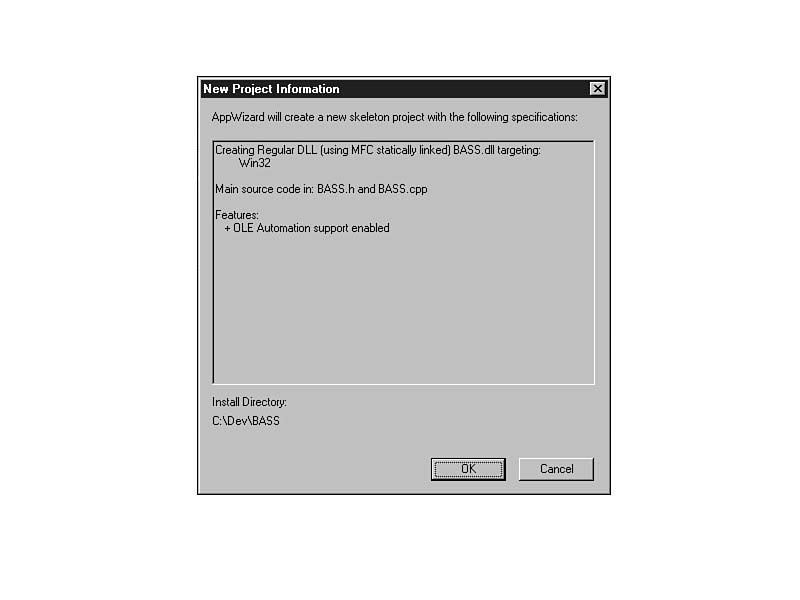 New Project Information
AppWizard will create a new skeleton project with the following specifications:
Creating Regular DLL (using MFC statically linked) BASS.dll targeting:
Win32
Main source code in: BASS.h and BASS.cpp
Features:
+ OLE Automation support enabled
Install Directory:
C:\Dev\BASS
OK Cancel